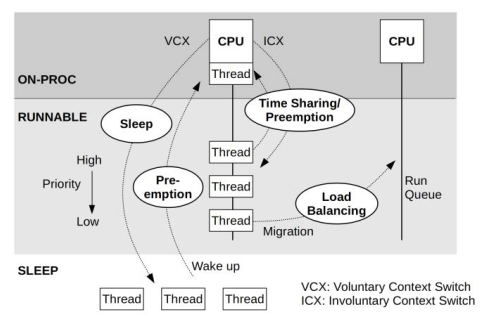 VCX
CPU
ICX
CPU
Thread
ON-PROC
RUNNABLE
Sleep
Time Sharing/
Preemption
High
Priority
Low
Thread
Pre-
emption
Thread
Load
Balancing
Run
Queue
Thread
Migration
SLEEP
Wake up
Thread
Thread
Thread
VCX: Voluntary Context Switch
ICX: Involuntary Context Switch